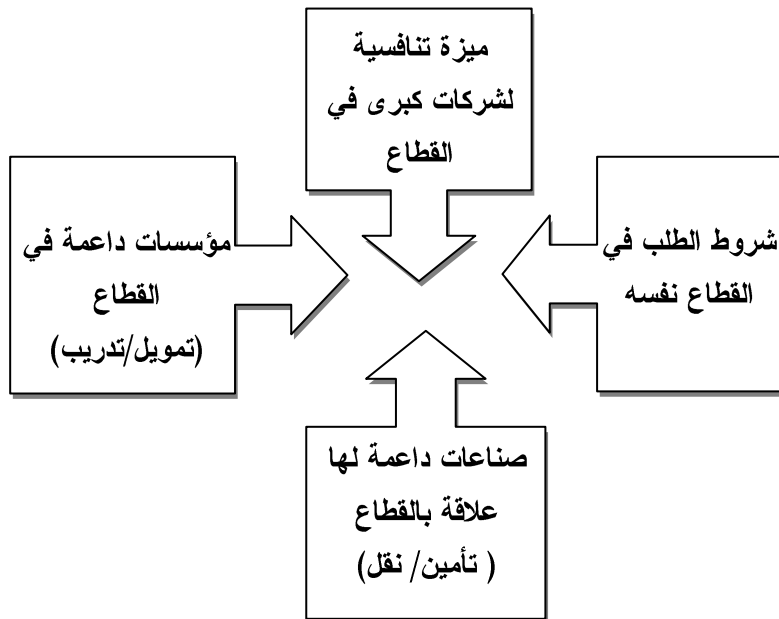 ميزة تنافسية
لشركات كبرى في
القطاع
شروط الطلب في
القطاع نفسه
مؤسسات داعمة في
القطاع
(تمويل/تدريب)
صناعات داعمة لها
علاقة بالقطاع
( تأمين/ نقل)